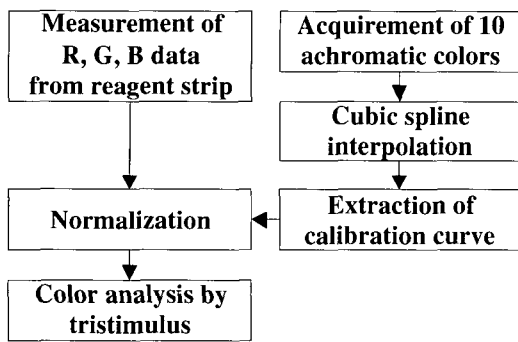 Measurement of
R, G, B data
from reagent strip
Acquirement of 10
achromatic colors
Cubic spline
interpolation
Extraction of
calibration curve
Normalization
Color analysis by
tristimulus